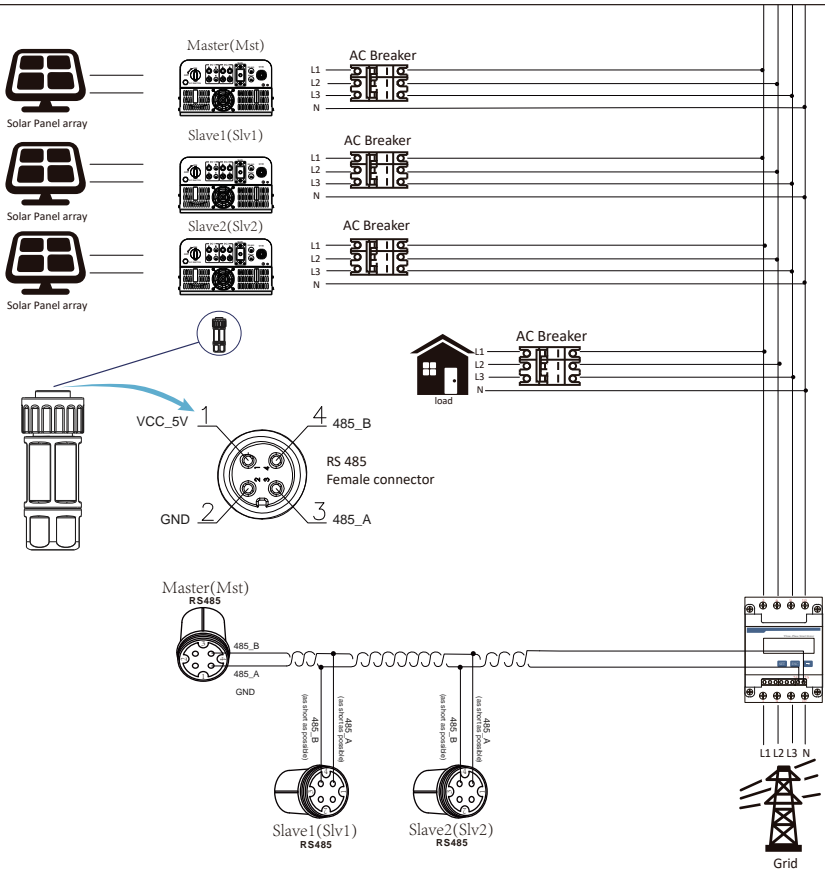 Master(Mst)
AC Breaker
L1
L2
L3
N
Solar Panel array
Slave1(Slv1)
AC Breaker
L1
L2
L3
N
Solar Panel array
Slave2(Slv2)
AC Breaker
L1
L2
L3
N
Solar Panel array
AC Breaker
L1
L2
L3
N
load
VCC_5V 1
4 485_B
1 4
2 3
RS 485
Female connector
GND 2
3 485_A
Master(Mst)
RS485
485_B
485_A
GND
485_B
(as short as possible)
485_A
(as short as possible)
485_B
(as short as possible)
485_A
(as short as possible)
Slave1(Slv1)
RS485
Slave2(Slv2)
RS485
L1 L2 L3 N
Grid